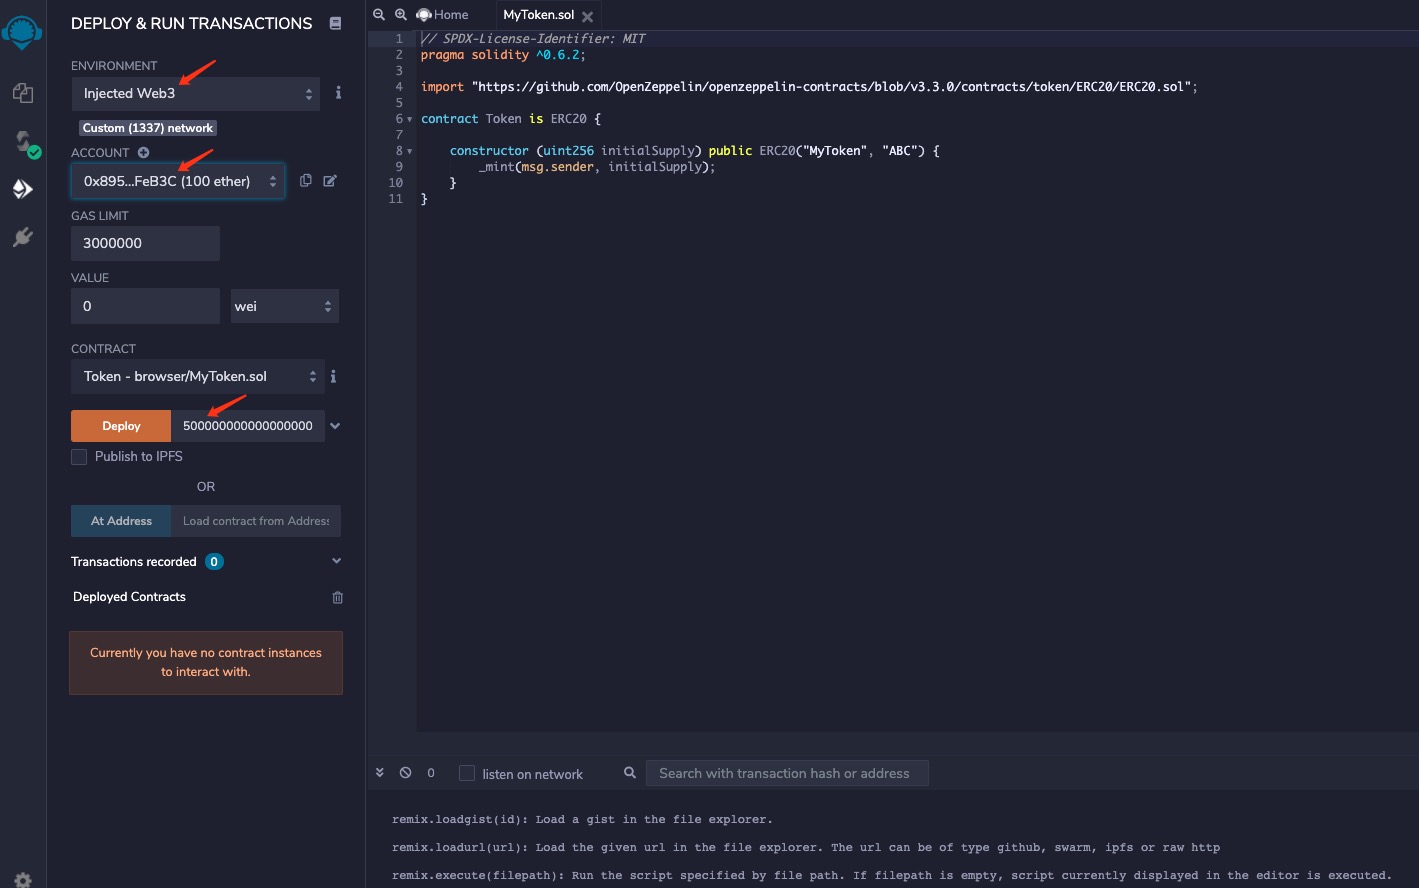 DEPLOY & RUN TRANSACTIONS
ENVIRONMENT
Injected Web3
Custom (1337) network
ACCOUNT
0x895...FeB3C (100 ether)
GAS LIMIT
3000000
VALUE
0 wei
CONTRACT
Token - browser/MyToken.sol
Deploy 500000000000000000
Publish to IPFS
OR
At Address Load contract from Address
Transactions recorded 0
Deployed Contracts
Currently you have no contract instances
to interact with.
Home MyToken.sol
1 // SPDX-License-Identifier: MIT
2 pragma solidity ^0.6.2;
3
4 import "https://github.com/OpenZeppelin/openzeppelin-contracts/blob/v3.3.0/contracts/token/ERC20/ERC20.sol";
5
6 contract Token is ERC20 {
7
8 constructor (uint256 initialSupply) public ERC20("MyToken", "ABC") {
9 _mint(msg.sender, initialSupply);
10 }
11 }
0 listen on network Search with transaction hash or address
remix.loadgist(id): Load a gist in the file explorer.
remix.loadurl(url): Load the given url in the file explorer. The url can be of type github, swarm, ipfs or raw http
remix.execute(filepath): Run the script specified by file path. If filepath is empty, script currently displayed in the editor is executed.